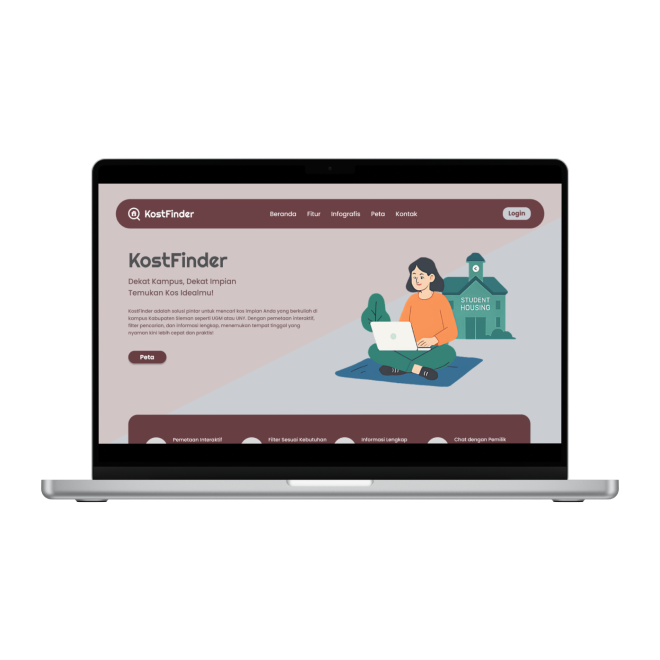 KostFinder
Beranda Fitur Infografis Peta Kontak
Login
KostFinder
Dekat Kampus, Dekat Impian
Temukan Kos Idealmu!
KostFinder adalah solusi pintar untuk mencari kos impian Anda yang berkuliah di
kampus Kabupaten Sleman seperti UGM atau UNY. Dengan pemetaan interaktif,
filter pencarian, dan informasi lengkap, menemukan tempat tinggal yang
nyaman kini lebih cepat dan praktis!
Peta
STUDENT
HOUSING
Pemetaan Interaktif
Filter Sesuai Kebutuhan
Informasi Lengkap
Chat dengan Pemilik